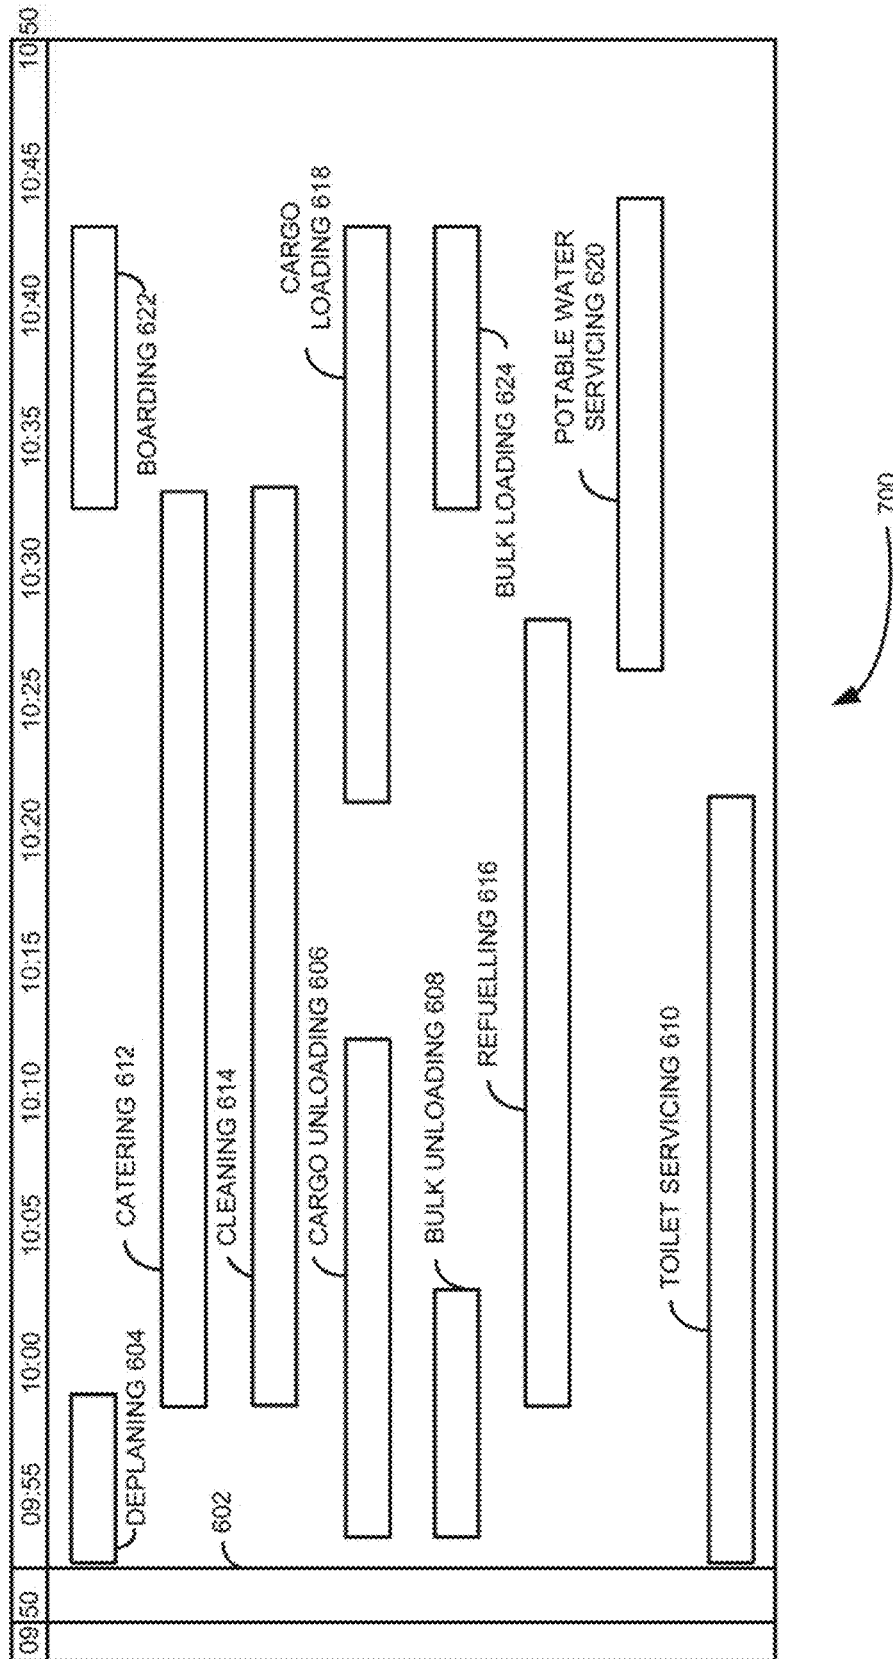 09:50
09:55
10:00
10:05
10:10
10:15
10:20
10:25
10:30
10:35
10:40
10:45
10:50
DEPLANING 604
BOARDING 622
CATERING 612
602
CLEANING 614
CARGO UNLOADING 606
CARGO
LOADING 618
BULK UNLOADING 608
BULK LOADING 624
REFUELLING 616
POTABLE WATER
SERVICING 620
TOILET SERVICING 610
700